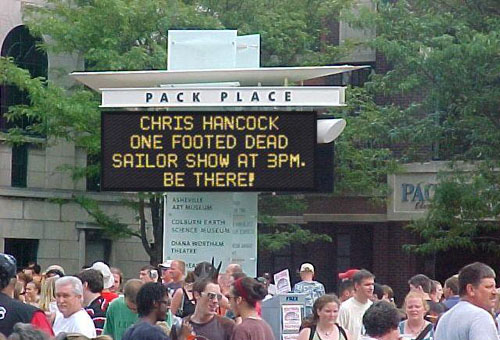 PACK PLACE
CHRIS HANCOCK
ONE FOOTED DEAD
SAILOR SHOW AT 3PM.
BE THERE!
ASHEVILLE
ART MUSEUM
COLBURN EARTH
SCIENCE MUSEUM
DIANA WORTHAM
THEATRE
PAC
FREE